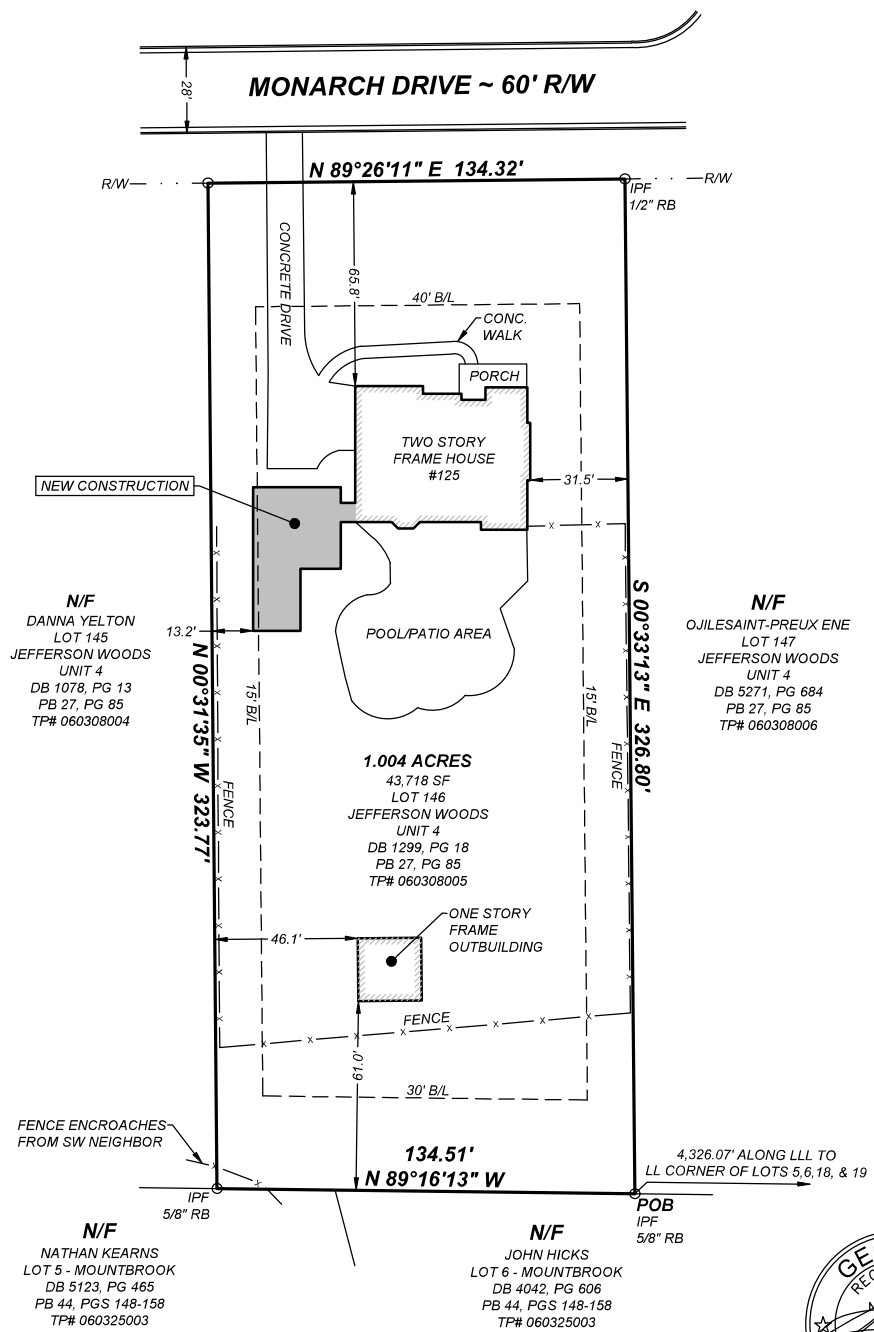 MONARCH DRIVE ~ 60' R/W
28'
N 89°26'11" E 134.32'
R/W
R/W
IPF
1/2" RB
CONCRETE DRIVE
65.8'
40' B/L
CONC.
WALK
PORCH
TWO STORY
FRAME HOUSE
#125
31.5'
NEW CONSTRUCTION
N/F
DANNA YELTON
LOT 145
JEFFERSON WOODS
UNIT 4
DB 1078, PG 13
PB 27, PG 85
TP# 060308004
13.2'
POOL/PATIO AREA
N/F
OJILESAINT-PREUX ENE
LOT 147
JEFFERSON WOODS
UNIT 4
DB 5271, PG 684
PB 27, PG 85
TP# 060308006
N 00°31'35" W 323.77'
15' B/L
15' B/L
S 00°33'13" E 326.80'
FENCE
FENCE
1.004 ACRES
43,718 SF
LOT 146
JEFFERSON WOODS
UNIT 4
DB 1299, PG 18
PB 27, PG 85
TP# 060308005
46.1'
ONE STORY
FRAME
OUTBUILDING
FENCE
61.0'
30' B/L
FENCE ENCROACHES
FROM SW NEIGHBOR
134.51'
N 89°16'13" W
4,326.07' ALONG LLL TO
LL CORNER OF LOTS 5,6,18, & 19
IPF
5/8" RB
POB
IPF
5/8" RB
N/F
NATHAN KEARNS
LOT 5 - MOUNTBROOK
DB 5123, PG 465
PB 44, PGS 148-158
TP# 060325003
N/F
JOHN HICKS
LOT 6 - MOUNTBROOK
DB 4042, PG 606
PB 44, PGS 148-158
TP# 060325003